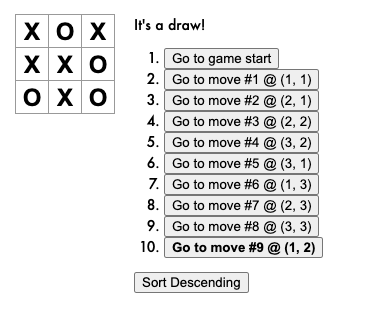 X O X
X X O
O X O
It's a draw!
1. Go to game start
2. Go to move #1 @ (1, 1)
3. Go to move #2 @ (2, 1)
4. Go to move #3 @ (2, 2)
5. Go to move #4 @ (3, 2)
6. Go to move #5 @ (3, 1)
7. Go to move #6 @ (1, 3)
8. Go to move #7 @ (2, 3)
9. Go to move #8 @ (3, 3)
10. Go to move #9 @ (1, 2)
Sort Descending